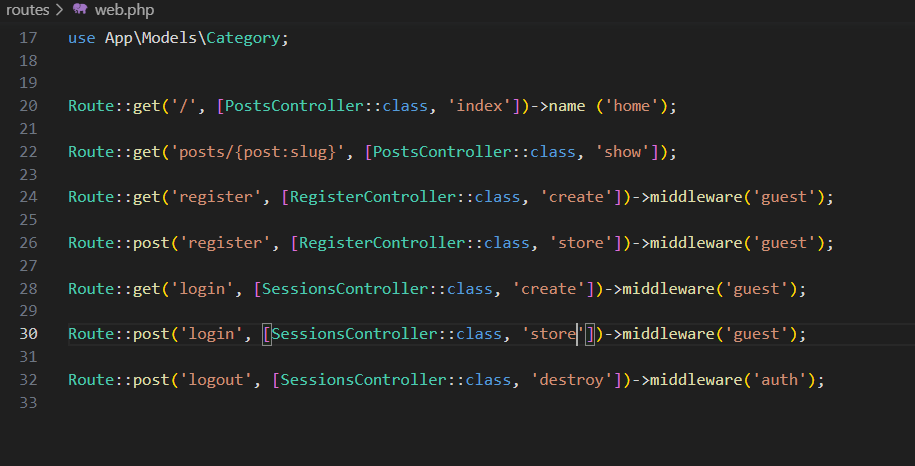 routes > web.php
17 use App\Models\Category;
18
19
20 Route::get('/', [PostsController::class, 'index'])->name ('home');
21
22 Route::get('posts/{post:slug}', [PostsController::class, 'show']);
23
24 Route::get('register', [RegisterController::class, 'create'])->middleware('guest');
25
26 Route::post('register', [RegisterController::class, 'store'])->middleware('guest');
27
28 Route::get('login', [SessionsController::class, 'create'])->middleware('guest');
29
30 Route::post('login', [SessionsController::class, 'store'])->middleware('guest');
31
32 Route::post('logout', [SessionsController::class, 'destroy'])->middleware('auth');
33